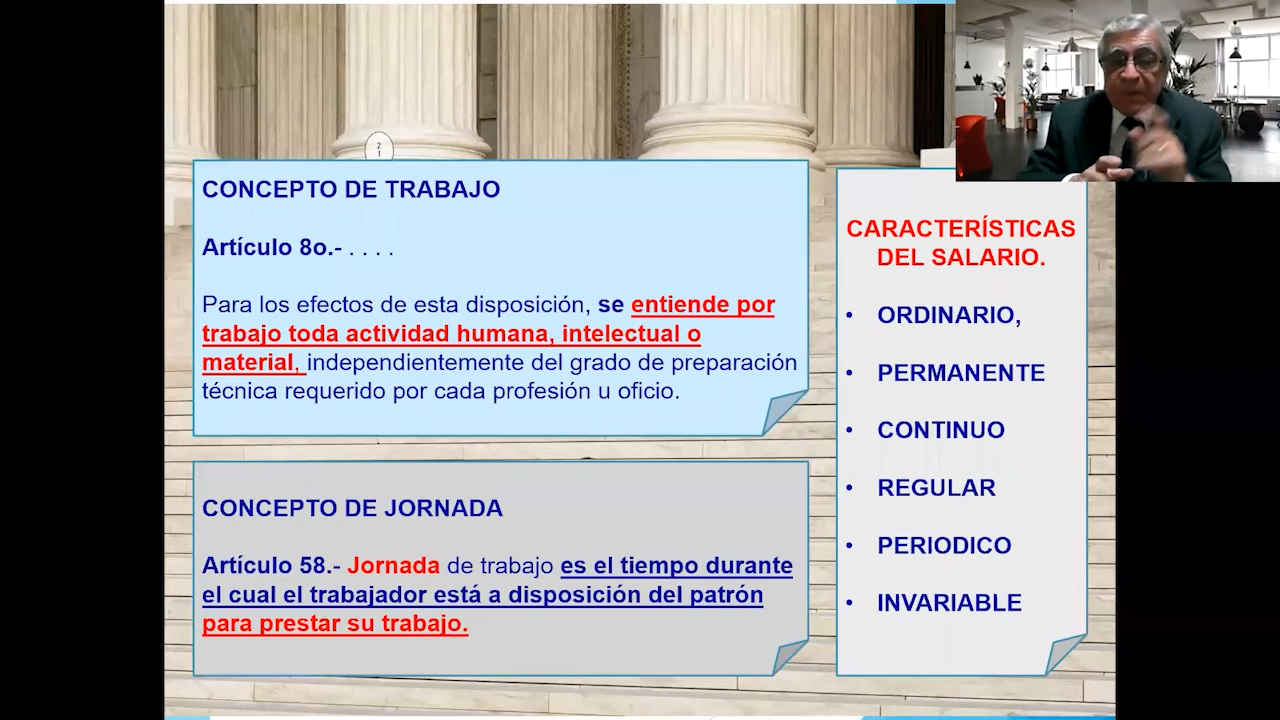 2
1
CONCEPTO DE TRABAJO
Artículo 8o.- . . . .
Para los efectos de esta disposición, se entiende por
trabajo toda actividad humana, intelectual o
material, independientemente del grado de preparación
técnica requerido por cada profesión u oficio.
CONCEPTO DE JORNADA
Artículo 58.- Jornada de trabajo es el tiempo durante
el cual el trabajador está a disposición del patrón
para prestar su trabajo.
CARACTERÍSTICAS
DEL SALARIO.
• ORDINARIO,
• PERMANENTE
• CONTINUO
• REGULAR
• PERIODICO
• INVARIABLE